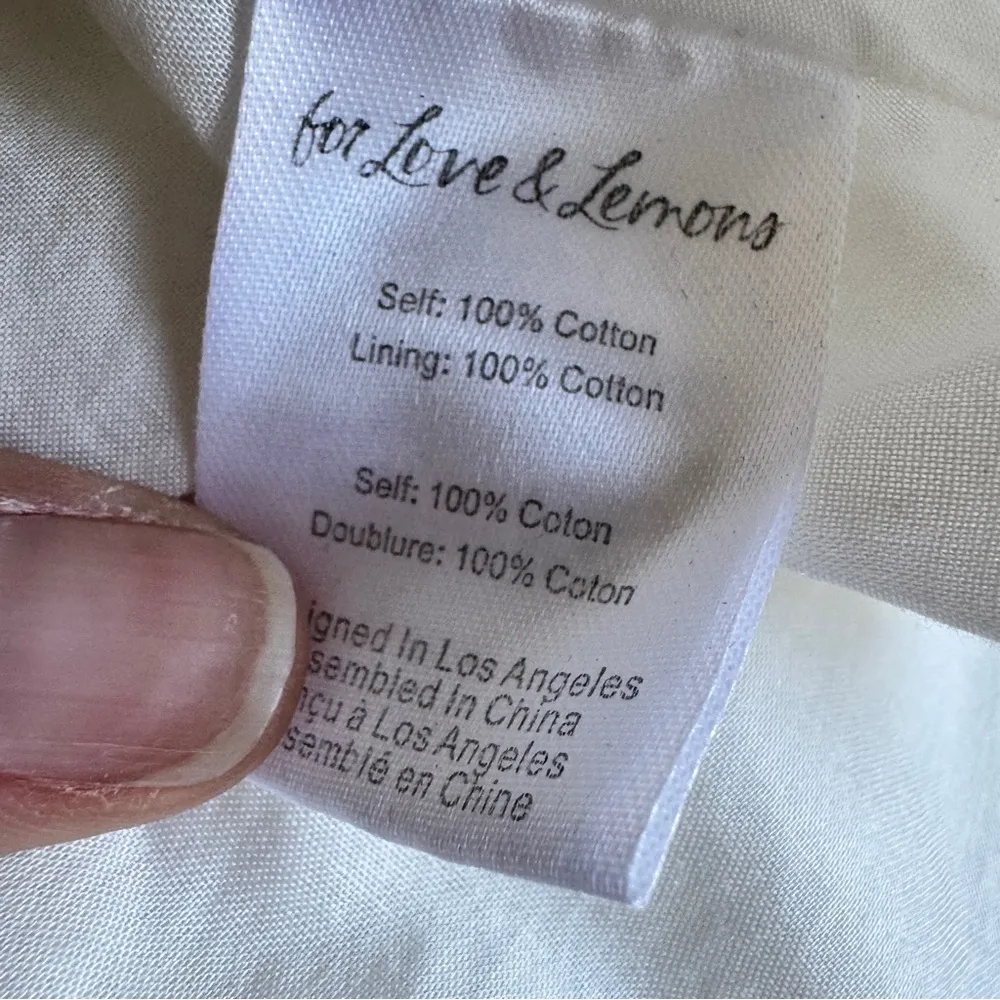 for Love & Lemons
Self: 100% Cotton
Lining: 100% Cotton
Self: 100% Coton
Doublure: 100% Coton
igned In Los Angeles
sembled In China
çu à Los Angeles
semblé en Chine